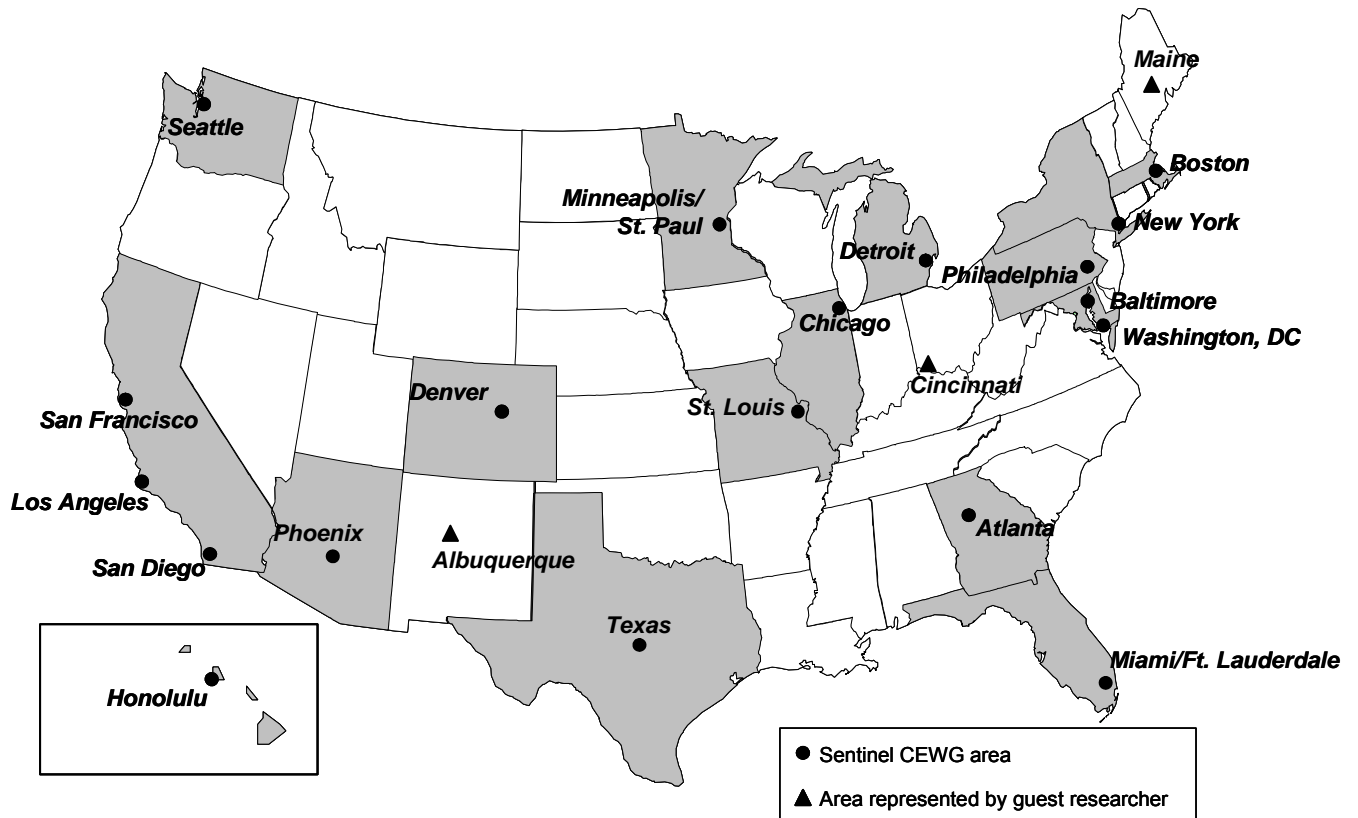 Maine
Seattle
Boston
Minneapolis/
St. Paul
New York
Detroit
Philadelphia
Baltimore
Chicago
Washington, DC
Cincinnati
Denver
St. Louis
San Francisco
Los Angeles
Phoenix
Atlanta
San Diego
Albuquerque
Texas
Miami/Ft. Lauderdale
Honolulu
Sentinel CEWG area
Area represented by guest researcher